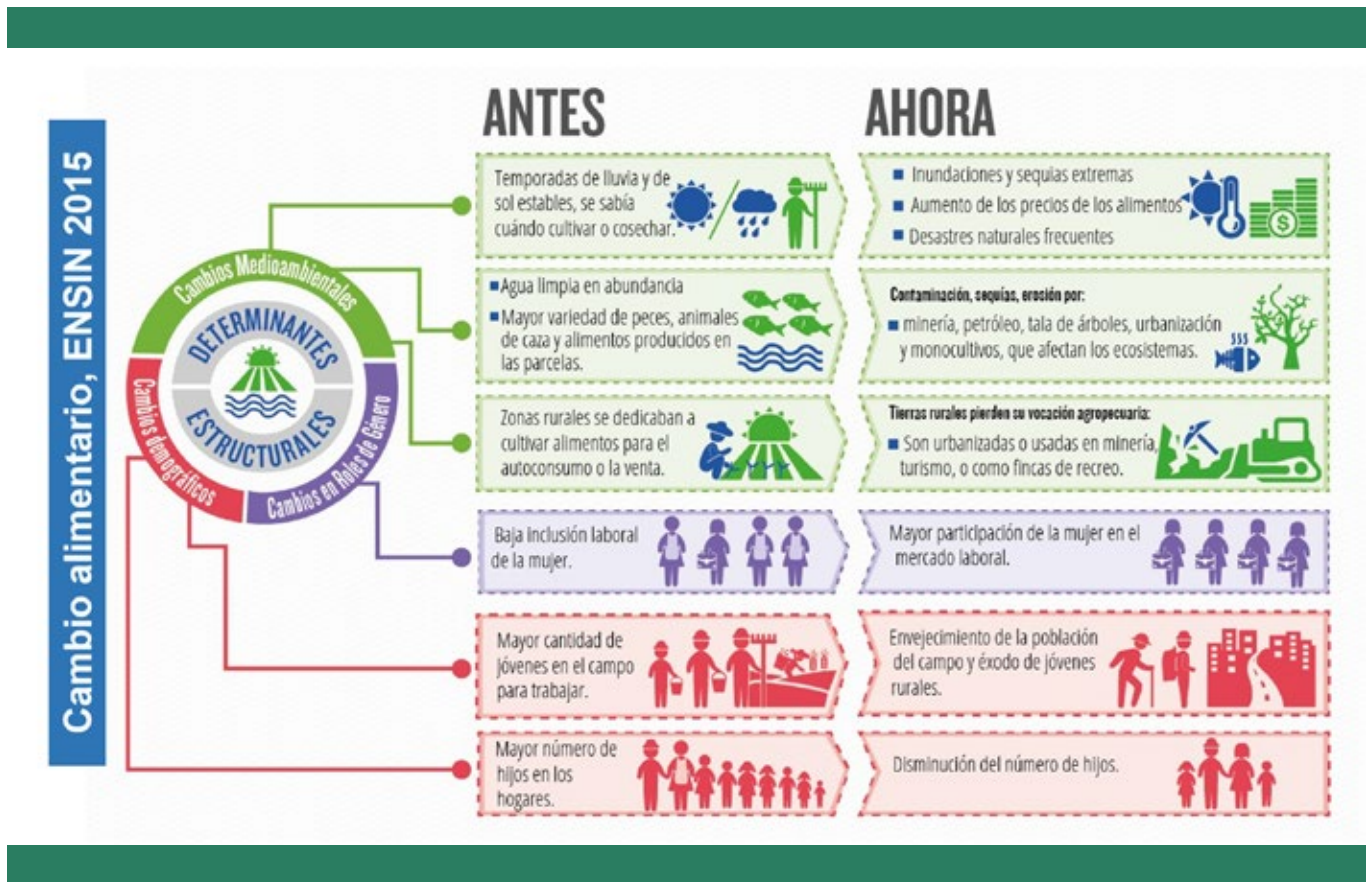 Cambio alimentario, ENSIN 2015
DETERMINANTES
ESTRUCTURALES
Cambios Medioambientales
Cambios en Roles de Género
Cambios demográficos
ANTES
AHORA
Temporadas de lluvia y de
sol estables, se sabía
cuándo cultivar o cosechar.
Inundaciones y sequias extremas
Aumento de los precios de los alimentos
$
Desastres naturales frecuentes
Agua limpia en abundancia
Mayor variedad de peces, animales
de caza y alimentos producidos en
las parcelas.
Contaminación, sequías, erosión por:
minería, petróleo, tala de árboles, urbanización
y monocultivos, que afectan los ecosistemas.
Zonas rurales se dedicaban a
cultivar alimentos para el
autoconsumo o la venta.
Tierras rurales pierden su vocación agropecuaria:
Son urbanizadas o usadas en minería,
turismo, o como fincas de recreo.
Baja inclusión laboral
de la mujer.
Mayor participación de la mujer en el
mercado laboral.
Mayor cantidad de
jóvenes en el campo
para trabajar.
Envejecimiento de la población
del campo y éxodo de jóvenes
rurales.
Mayor número de
hijos en los
hogares.
Disminución del número de hijos.